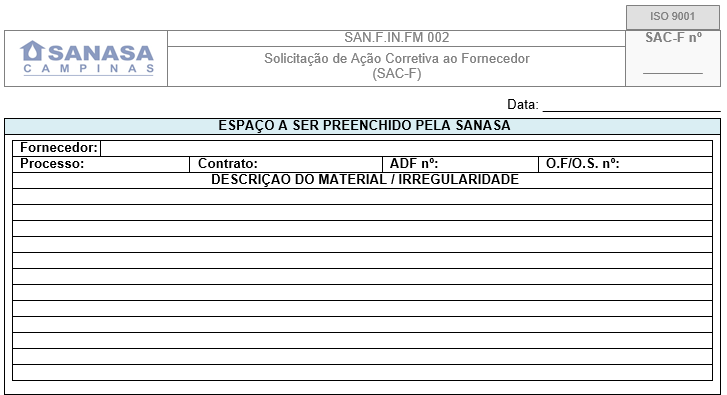 ISO 9001
SANASA
CAMPINAS
SAN.F.IN.FM 002
Solicitação de Ação Corretiva ao Fornecedor
(SAC-F)
SAC-F nº
Data:
ESPAÇO A SER PREENCHIDO PELA SANASA
Fornecedor:
Processo: Contrato: ADF nº: O.F/O.S. nº:
DESCRIÇAO DO MATERIAL / IRREGULARIDADE